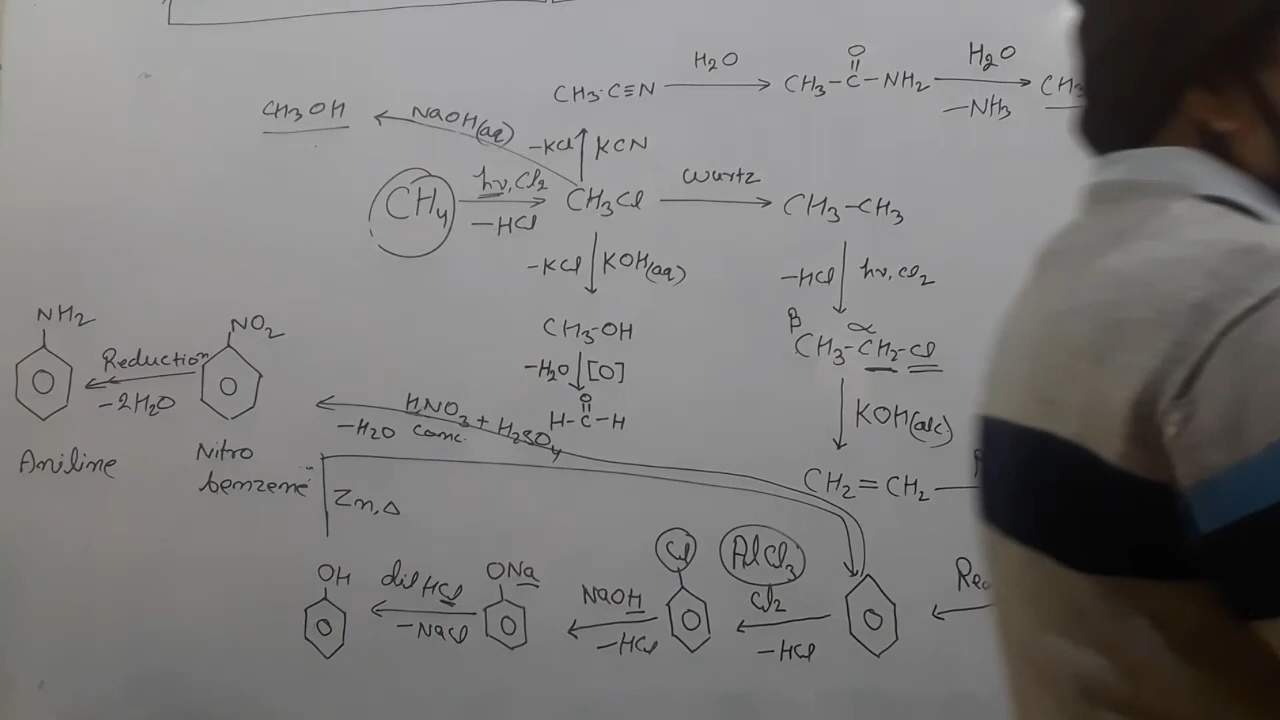 CH3-C≡N H2O CH3-C-NH2 H2O CH3
O
-NH3
CH3OH NaOH(aq) -KCl KCN
CH4 hν, Cl2 CH3Cl wurtz CH3-CH3
-HCl
-KCl KOH(aq) -HCl hν, Cl2
CH3-OH β α
CH3-CH2-Cl
-H2O [O]
O
H-C-H KOH(alc)
NH2 Reduction NO2
-2H2O
Aniline Nitro
benzene
HNO3 + H2SO4
-H2O conc.
CH2=CH2
Zn, Δ
OH dil HCl ONa NaOH Cl AlCl3
Cl2
-NaCl -HCl -HCl